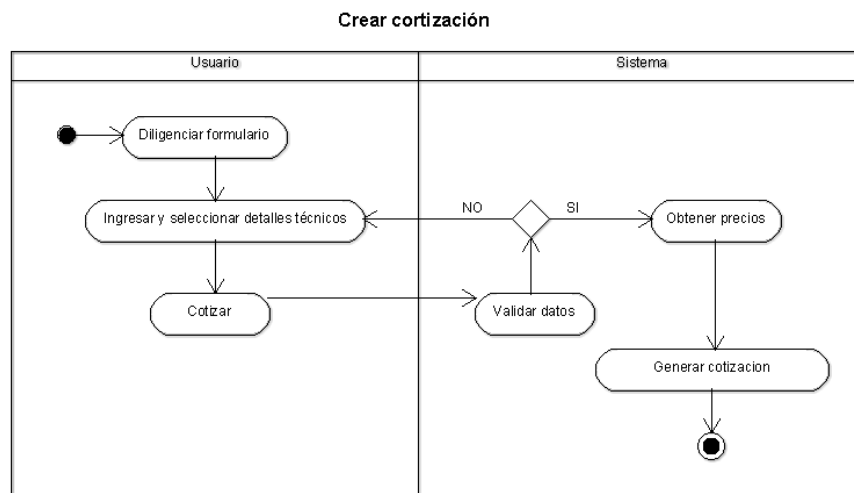 Crear cortización
Usuario
Sistema
Diligenciar formulario
Ingresar y seleccionar detalles técnicos
NO
SI
Obtener precios
Cotizar
Validar datos
Generar cotizacion